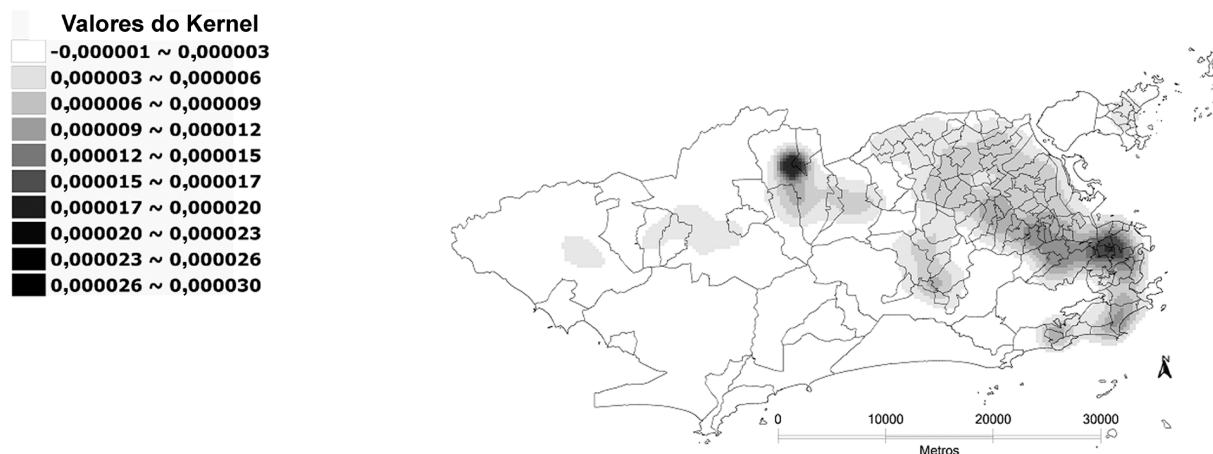 Valores do Kernel
-0,000001 ~ 0,000003
0,000003 ~ 0,000006
0,000006 ~ 0,000009
0,000009 ~ 0,000012
0,000012 ~ 0,000015
0,000015 ~ 0,000017
0,000017 ~ 0,000020
0,000020 ~ 0,000023
0,000023 ~ 0,000026
0,000026 ~ 0,000030
N
0 10000 20000 30000
Metros